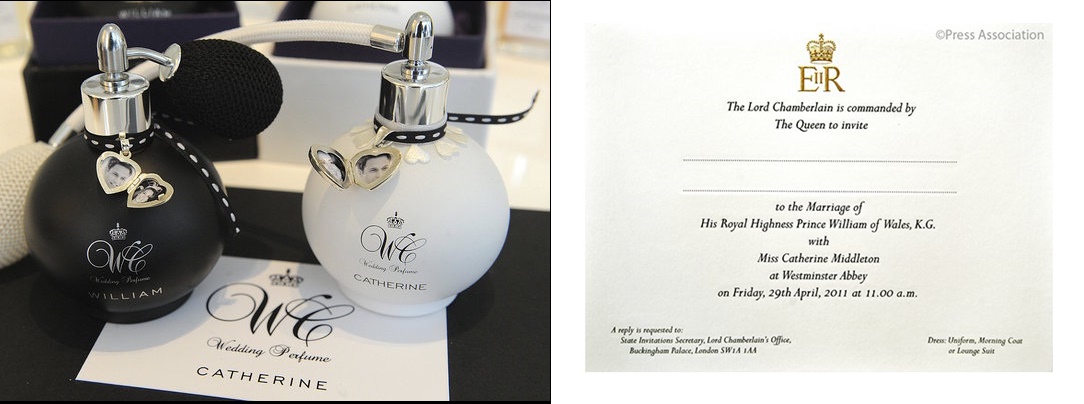 WC
Wedding Perfume
WILLIAM
WC
Wedding Perfume
CATHERINE
WC
Wedding Perfume
CATHERINE
©Press Association
EIIR
The Lord Chamberlain is commanded by
The Queen to invite
to the Marriage of
His Royal Highness Prince William of Wales, K.G.
with
Miss Catherine Middleton
at Westminster Abbey
on Friday, 29th April, 2011 at 11.00 a.m.
A reply is requested to:
State Invitations Secretary, Lord Chamberlain's Office,
Buckingham Palace, London SW1A 1AA
Dress: Uniform, Morning Coat
or Lounge Suit